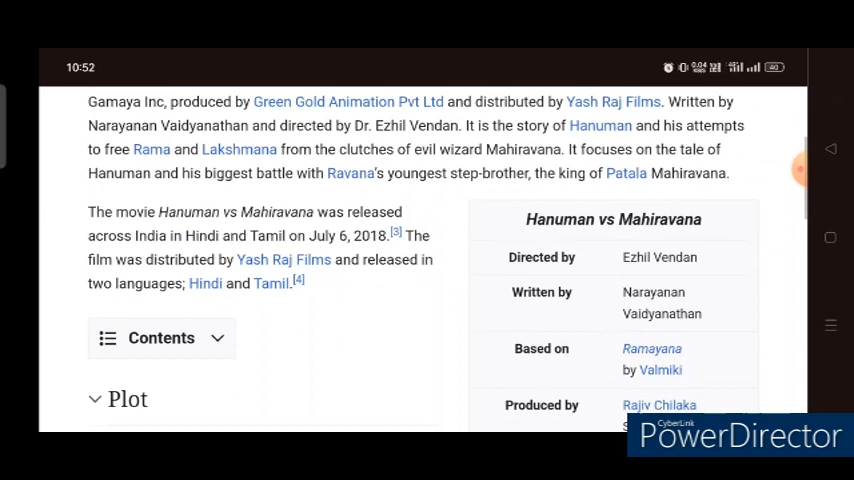 10:52
0.04
KB/S
40
Gamaya Inc, produced by Green Gold Animation Pvt Ltd and distributed by Yash Raj Films. Written by
Narayanan Vaidyanathan and directed by Dr. Ezhil Vendan. It is the story of Hanuman and his attempts
to free Rama and Lakshmana from the clutches of evil wizard Mahiravana. It focuses on the tale of
Hanuman and his biggest battle with Ravana's youngest step-brother, the king of Patala Mahiravana.
The movie Hanuman vs Mahiravana was released
across India in Hindi and Tamil on July 6, 2018.[3] The
film was distributed by Yash Raj Films and released in
two languages; Hindi and Tamil.[4]
Contents
Plot
Hanuman vs Mahiravana
Directed by Ezhil Vendan
Written by Narayanan
Vaidyanathan
Based on Ramayana
by Valmiki
Produced by Rajiv Chilaka
CyberLink
PowerDirector